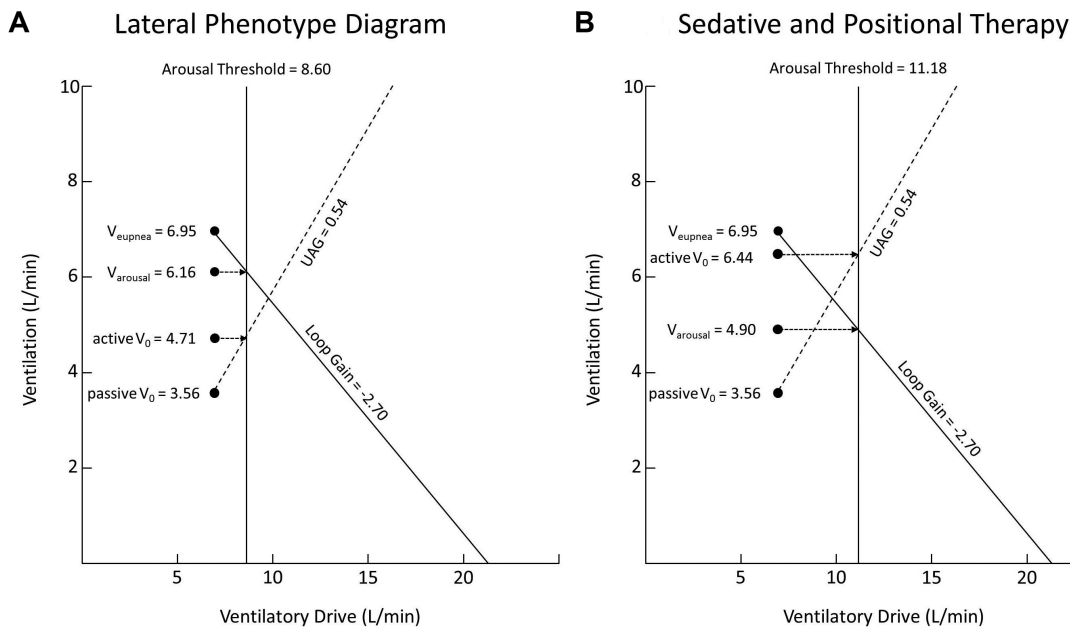 A
Lateral Phenotype Diagram
Arousal Threshold = 8.60
10
8
6
4
2
Ventilation (L/min)
Veupnea = 6.95
Varousal = 6.16
active V0 = 4.71
passive V0 = 3.56
UAG = 0.54
Loop Gain = -2.70
5
10
15
20
Ventilatory Drive (L/min)
B
Sedative and Positional Therapy
Arousal Threshold = 11.18
10
8
6
4
2
Ventilation (L/min)
Veupnea = 6.95
active V0 = 6.44
Varousal = 4.90
passive V0 = 3.56
UAG = 0.54
Loop Gain = -2.70
5
10
15
20
Ventilatory Drive (L/min)